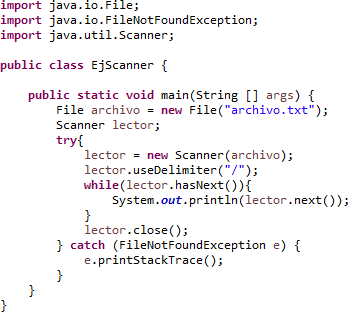 import java.io.File;
import java.io.FileNotFoundException;
import java.util.Scanner;

public class EjScanner {

    public static void main(String [] args) {
        File archivo = new File("archivo.txt");
        Scanner lector;
        try{
            lector = new Scanner(archivo);
            lector.useDelimiter("/");
            while(lector.hasNext()){
                System.out.println(lector.next());
            }
            lector.close();
        } catch (FileNotFoundException e) {
            e.printStackTrace();
        }
    }
}